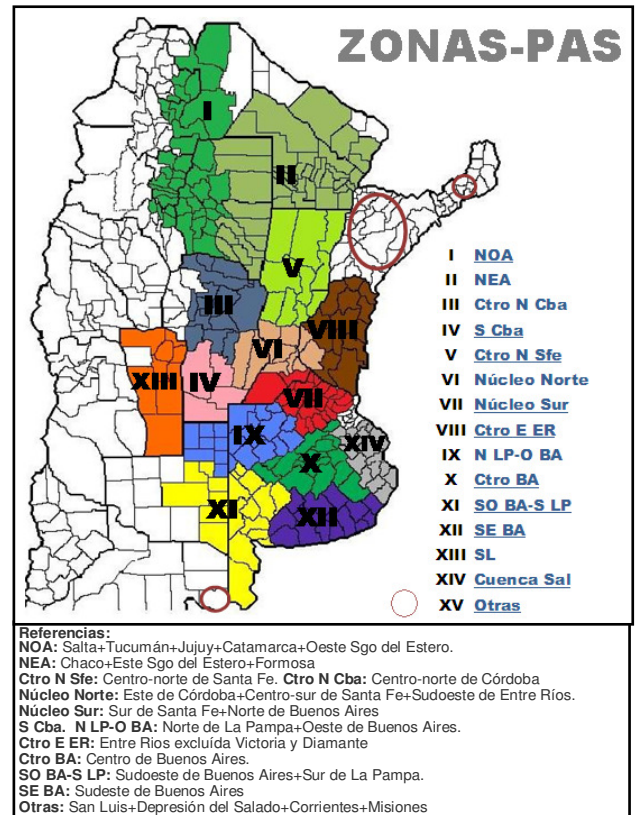 ZONAS-PAS
I
II
III
V
VI
VIII
XIII
IV
VII
IX
XIV
X
XI
XII
I NOA
II NEA
III Ctro N Cba
IV S Cba
V Ctro N Sfe
VI Núcleo Norte
VII Núcleo Sur
VIII Ctro E ER
IX N LP-O BA
X Ctro BA
XI SO BA-S LP
XII SE BA
XIII SL
XIV Cuenca Sal
XV Otras
Referencias:
NOA: Salta+Tucumán+Jujuy+Catamarca+Oeste Sgo del Estero.
NEA: Chaco+Este Sgo del Estero+Formosa
Ctro N Sfe: Centro-norte de Santa Fe. Ctro N Cba: Centro-norte de Córdoba
Núcleo Norte: Este de Córdoba+Centro-sur de Santa Fe+Sudoeste de Entre Ríos.
Núcleo Sur: Sur de Santa Fe+Norte de Buenos Aires
S Cba. N LP-O BA: Norte de La Pampa+Oeste de Buenos Aires.
Ctro E ER: Entre Rios excluída Victoria y Diamante
Ctro BA: Centro de Buenos Aires.
SO BA-S LP: Sudoeste de Buenos Aires+Sur de La Pampa.
SE BA: Sudeste de Buenos Aires
Otras: San Luis+Depresión del Salado+Corrientes+Misiones